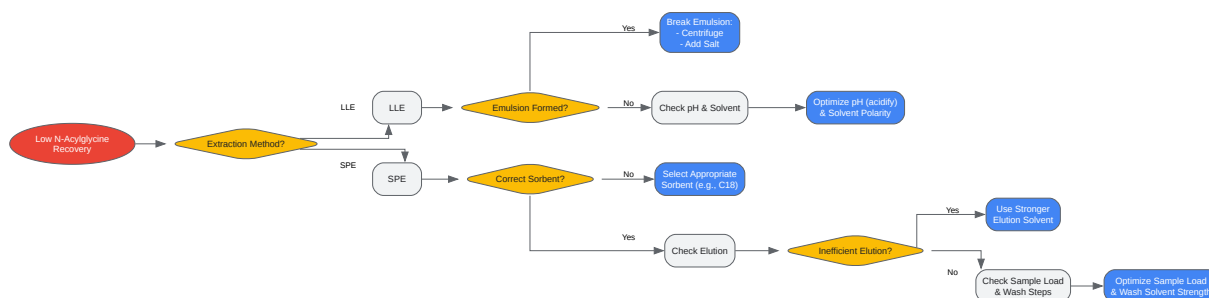 Low N-Acylglycine
Recovery
Extraction Method?
LLE
LLE
Emulsion Formed?
Yes
Break Emulsion:
- Centrifuge
- Add Salt
No
Check pH & Solvent
Optimize pH (acidify)
& Solvent Polarity
SPE
SPE
Correct Sorbent?
No
Select Appropriate
Sorbent (e.g., C18)
Yes
Check Elution
Inefficient Elution?
Yes
Use Stronger
Elution Solvent
No
Check Sample Load
& Wash Steps
Optimize Sample Load
& Wash Solvent Strength